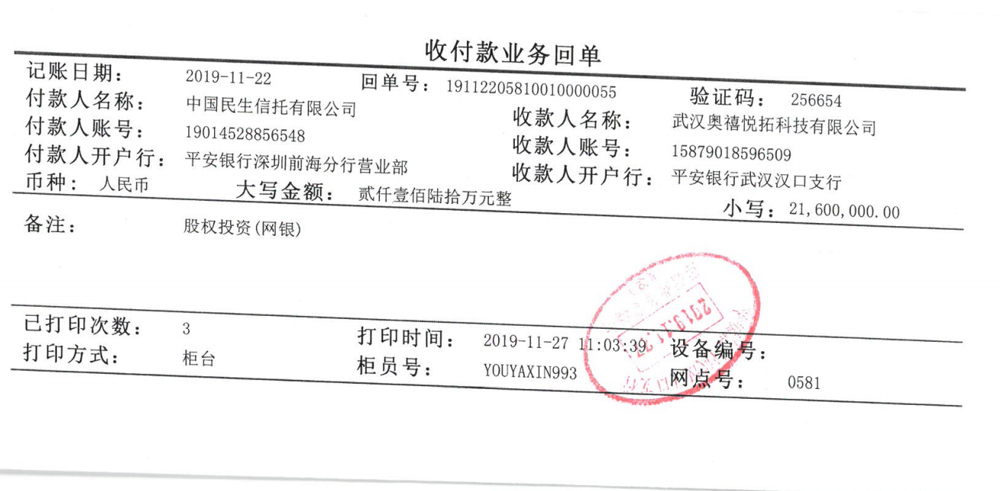 收付款业务回单
记账日期: 2019-11-22 回单号: 19112205810010000055 验证码: 256654
付款人名称: 中国民生信托有限公司 收款人名称: 武汉奥禧悦拓科技有限公司
付款人账号: 19014528856548 收款人账号: 15879018596509
付款人开户行: 平安银行深圳前海分行营业部 收款人开户行: 平安银行武汉汉口支行
币种: 人民币 大写金额: 贰仟壹佰陆拾万元整 小写: 21,600,000.00
备注: 股权投资(网银)
已打印次数: 3 打印时间: 2019-11-27 11:03:39 设备编号:
打印方式: 柜台 柜员号: YOUYAXIN993 网点号: 0581
2019.11.27